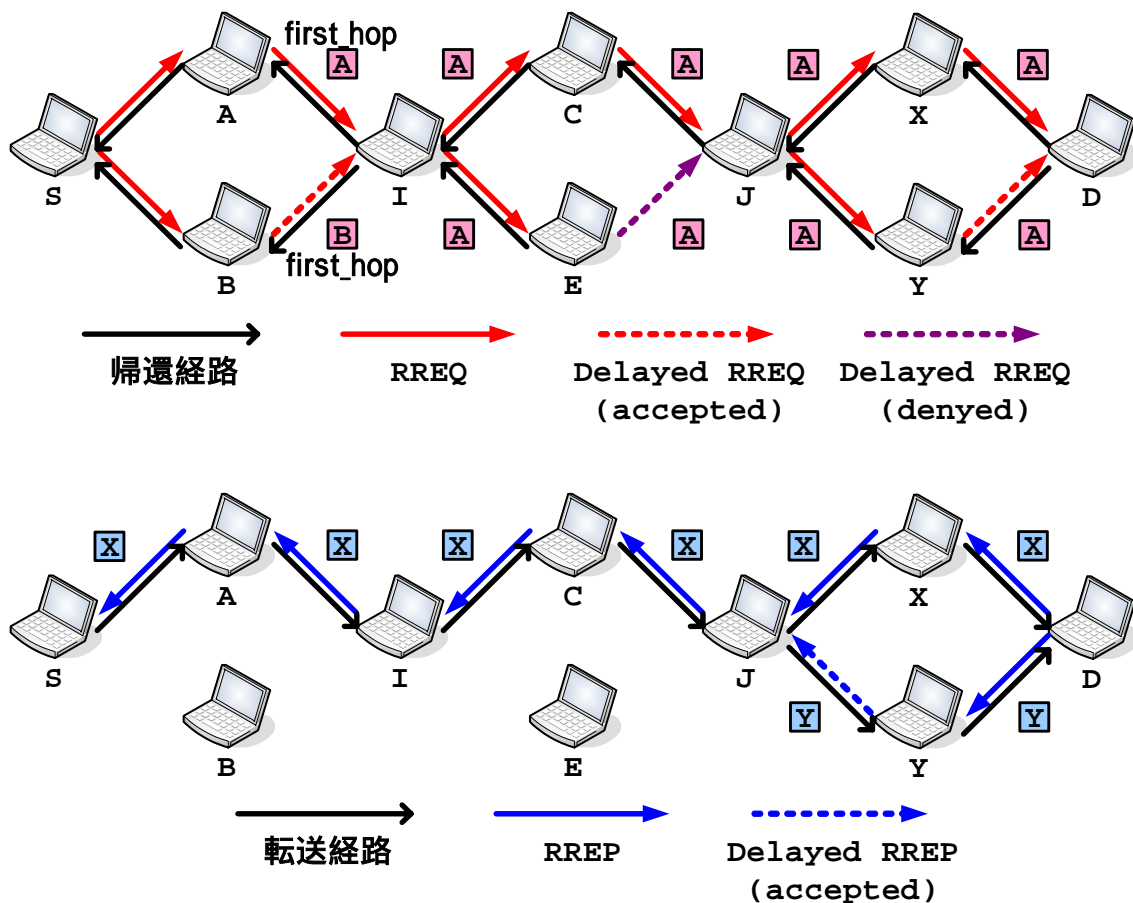 first_hop
A A A A A
A C X
S I J D
B A A A A
first_hop
B E Y
帰還経路 RREQ Delayed RREQ Delayed RREQ
(accepted) (denyed)
X X X X X X
A C X
S I J D
Y Y
B E Y
転送経路 RREP Delayed RREP
(accepted)